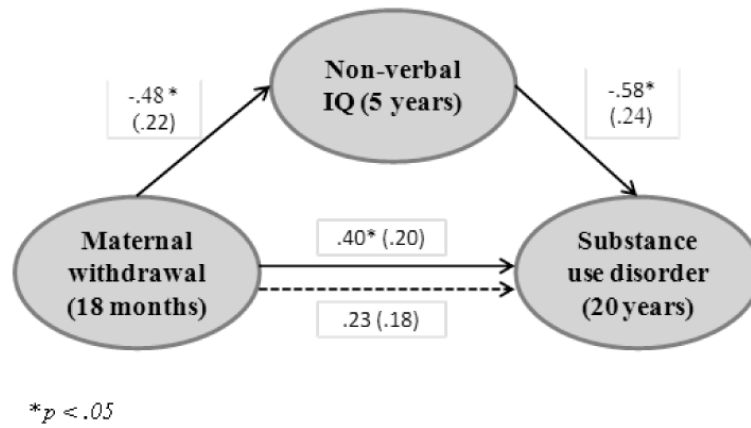 Non-verbal
IQ (5 years)
-.48 *
(.22)
-.58*
(.24)
Maternal
withdrawal
(18 months)
.40* (.20)
.23 (.18)
Substance
use disorder
(20 years)
*p < .05